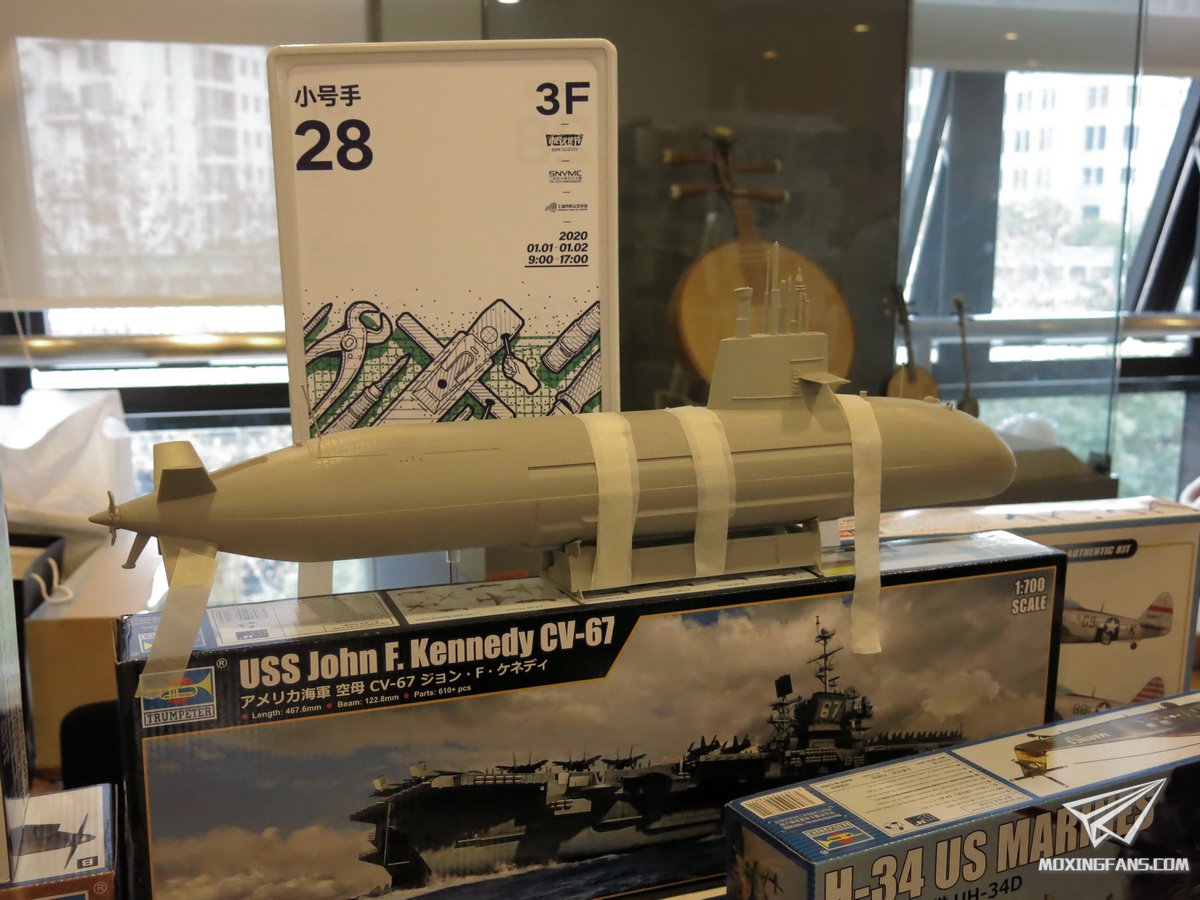 小号手
28
3F
SNYMC
2020
01.01-01.02
9:00-17:00
AUTHENTIC KIT
1:700
SCALE
USS John F. Kennedy CV-67
アメリカ海軍 空母 CV-67 ジョン・F・ケネディ
• Length: 467.6mm • Beam: 122.8mm • Parts: 610+ pcs
TRUMPETER
67
H-34 US MARINES
UH-34D
MOXINGFANS.COM